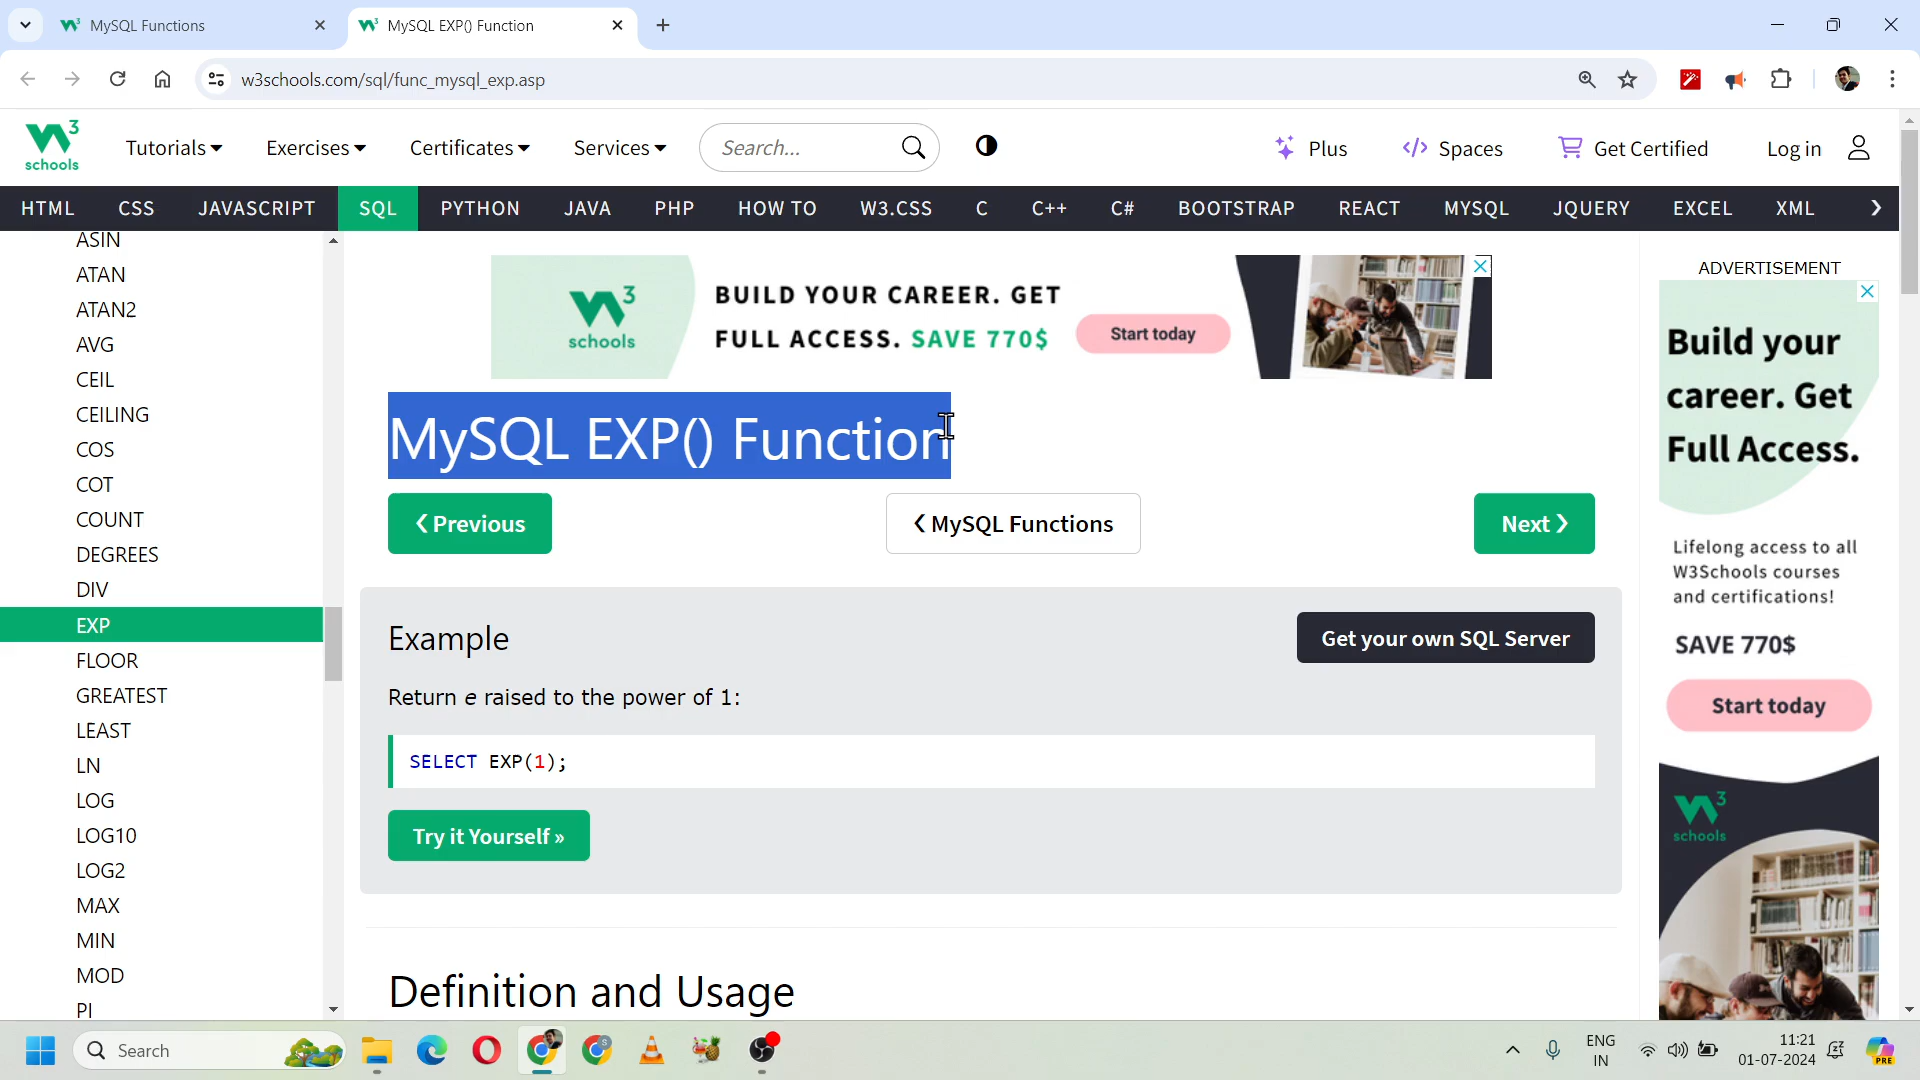 MySQL Functions
MySQL EXP() Function
w3schools.com/sql/func_mysql_exp.asp
W3 schools
Tutorials
Exercises
Certificates
Services
Search...
Plus
Spaces
Get Certified
Log in
HTML CSS JAVASCRIPT SQL PYTHON JAVA PHP HOW TO W3.CSS C C++ C# BOOTSTRAP REACT MYSQL JQUERY EXCEL XML
ASIN
ATAN
ATAN2
AVG
CEIL
CEILING
COS
COT
COUNT
DEGREES
DIV
EXP
FLOOR
GREATEST
LEAST
LN
LOG
LOG10
LOG2
MAX
MIN
MOD
PI
W3 schools
BUILD YOUR CAREER. GET
FULL ACCESS. SAVE 770$
Start today
MySQL EXP() Function
❮ Previous
❮ MySQL Functions
Next ❯
Example
Get your own SQL Server
Return e raised to the power of 1:
SELECT EXP(1);
Try it Yourself »
Definition and Usage
ADVERTISEMENT
Build your
career. Get
Full Access.
Lifelong access to all
W3Schools courses
and certifications!
SAVE 770$
Start today
W3 schools
Search
ENG
IN
11:21
01-07-2024
PRE